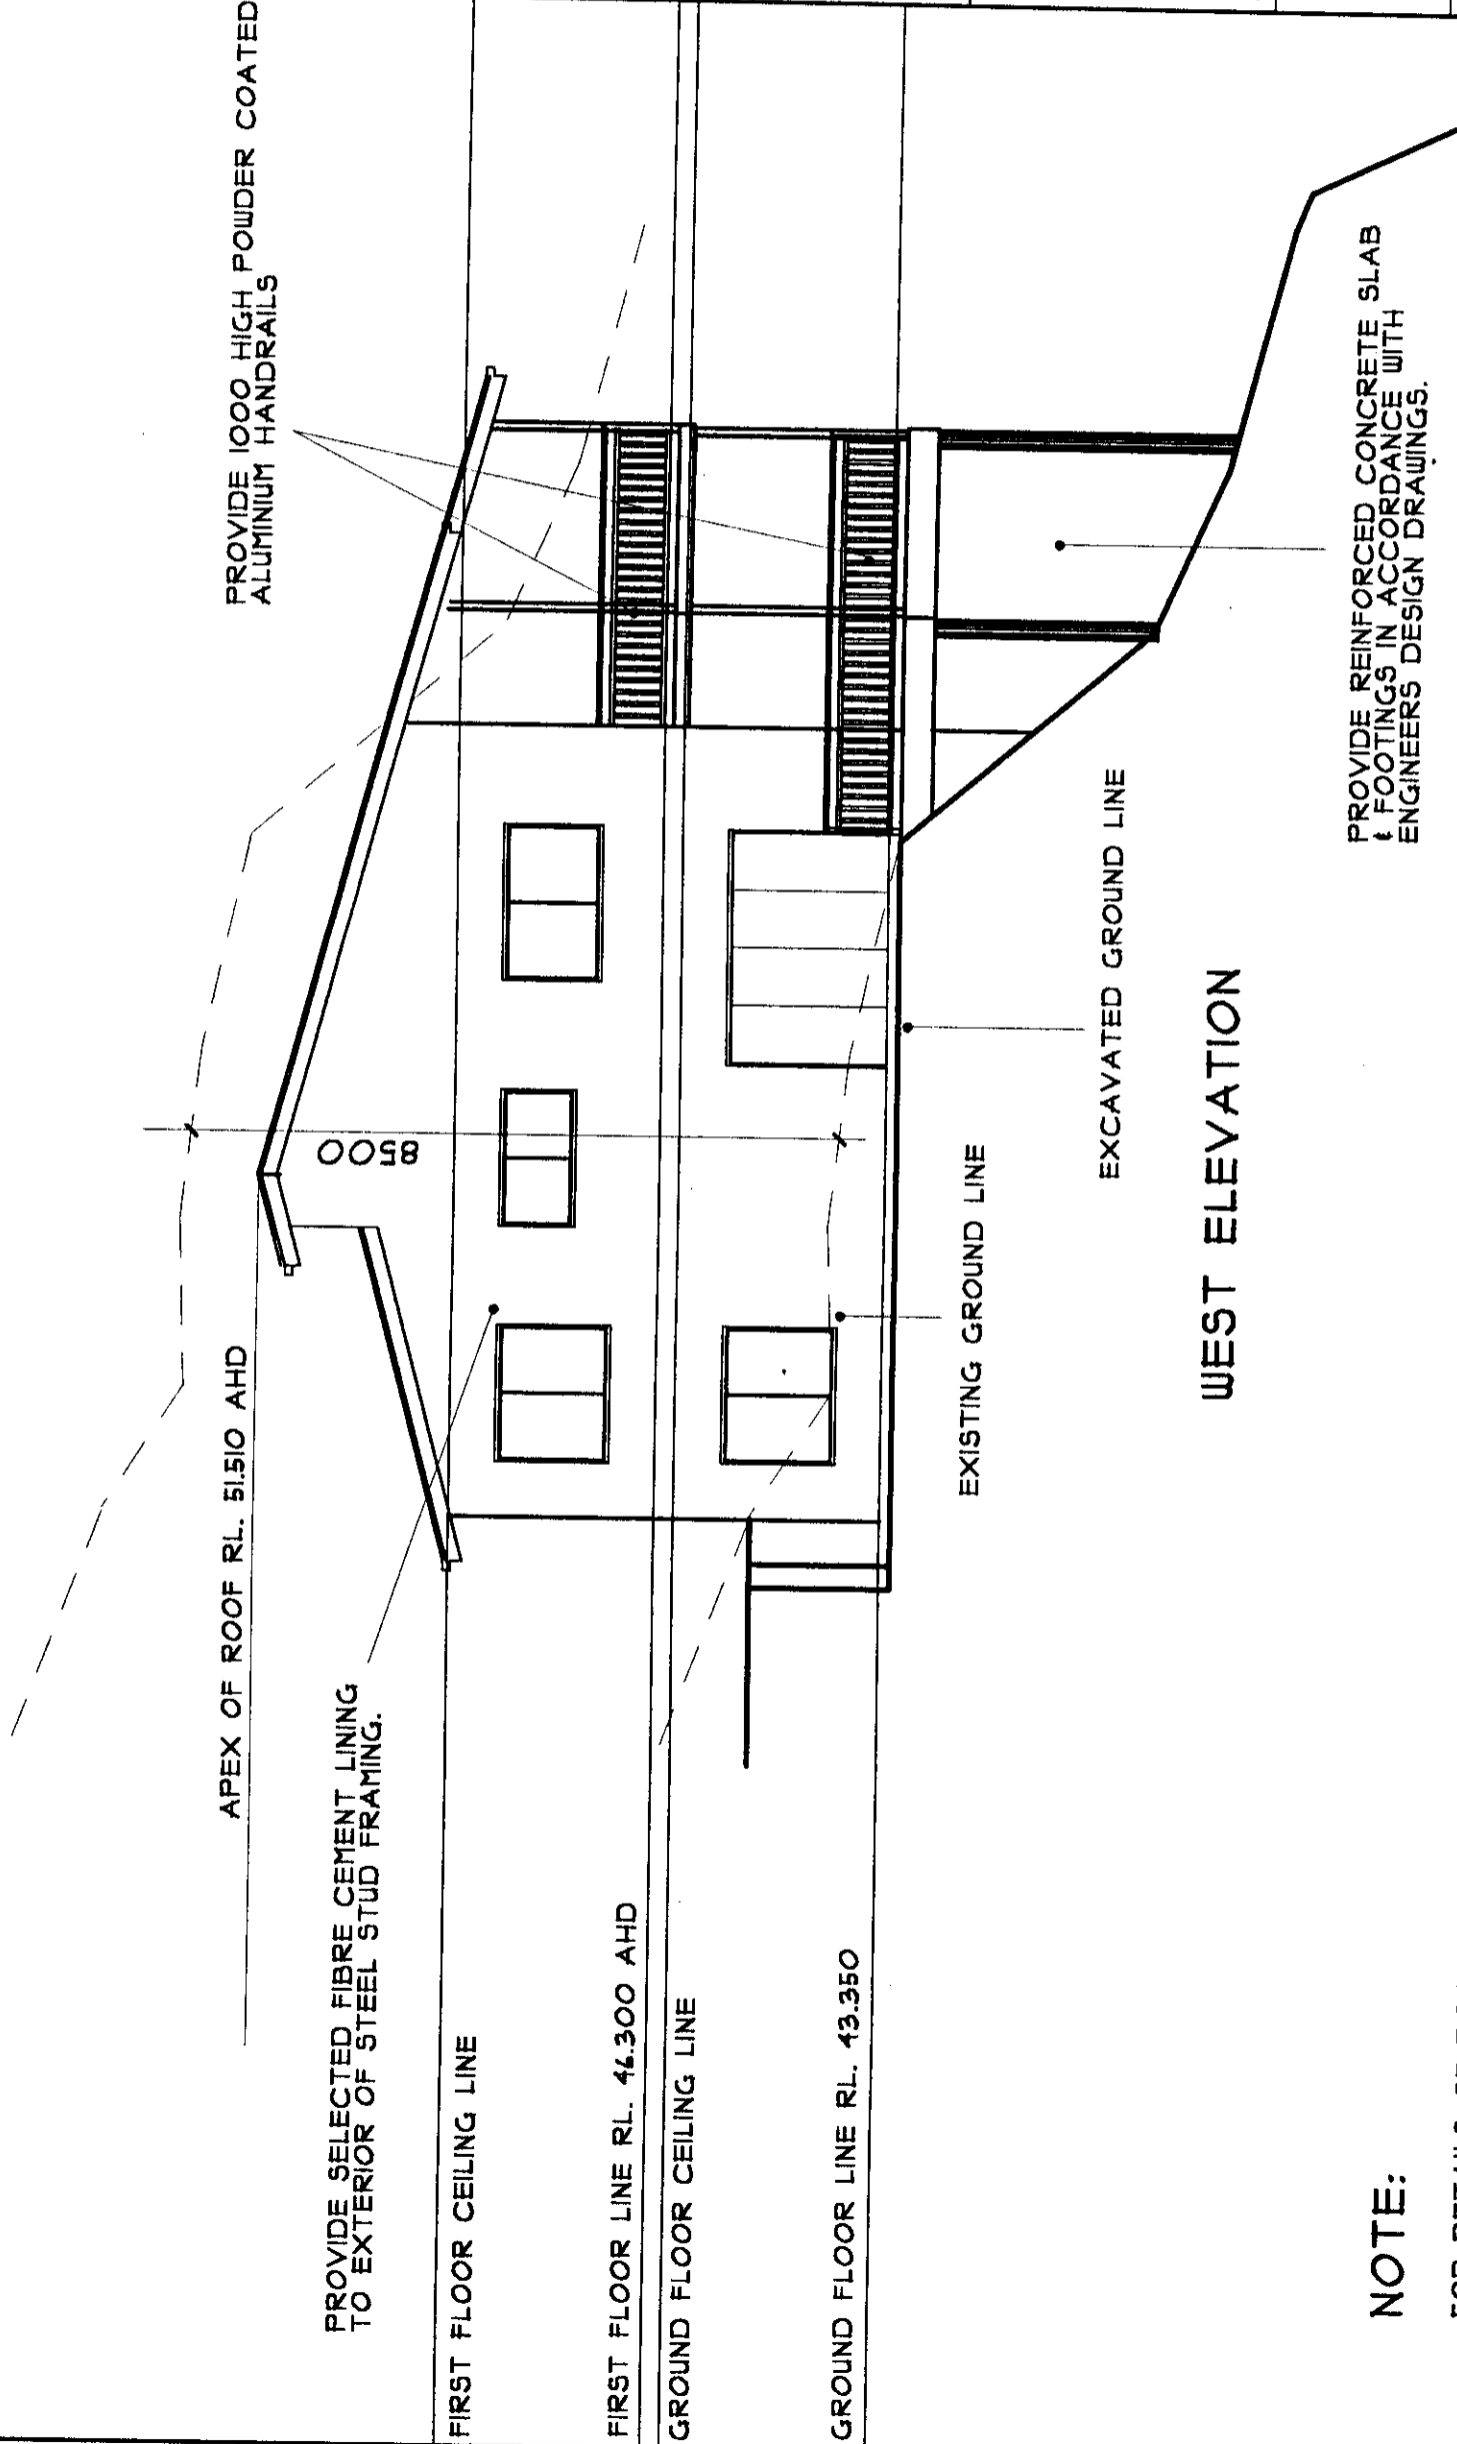 PROVIDE 1000 HIGH POWDER COATED
ALUMINIUM HANDRAILS
APEX OF ROOF RL. 51.510 AHD
PROVIDE SELECTED FIBRE CEMENT LINING
TO EXTERIOR OF STEEL STUD FRAMING.
8500
FIRST FLOOR CEILING LINE
FIRST FLOOR LINE RL. 46.300 AHD
GROUND FLOOR CEILING LINE
GROUND FLOOR LINE RL. 43.350
EXISTING GROUND LINE
EXCAVATED GROUND LINE
WEST ELEVATION
PROVIDE REINFORCED CONCRETE SLAB
& FOOTINGS IN ACCORDANCE WITH
ENGINEERS DESIGN DRAWINGS.
NOTE: